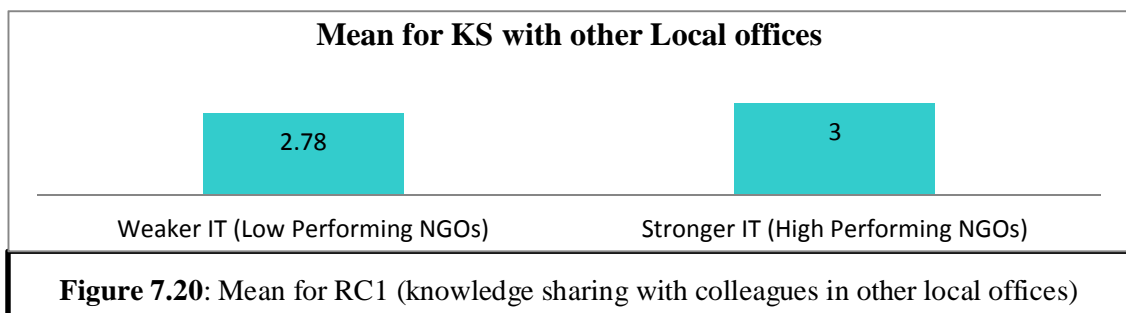 Mean for KS with other Local offices
2.78 3
Weaker IT (Low Performing NGOs) Stronger IT (High Performing NGOs)
Figure 7.20: Mean for RC1 (knowledge sharing with colleagues in other local offices)